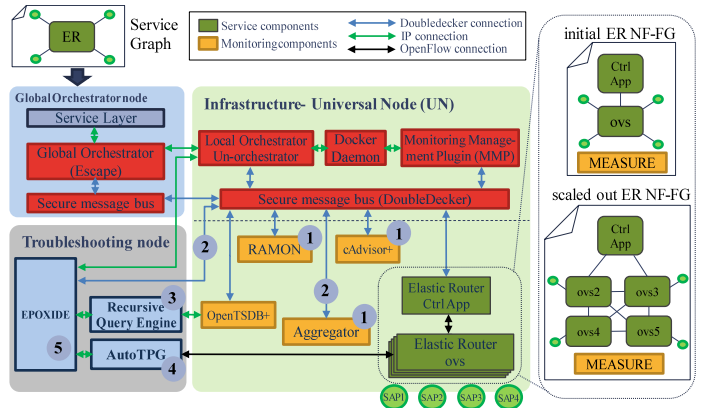 ER
Service
Graph
Service components
Monitoring components
Doubledecker connection
IP connection
OpenFlow connection
Global Orchestrator node
Service Layer
Global Orchestrator
(Escape)
Secure message bus
Infrastructure- Universal Node (UN)
Local Orchestrator
Un-orchestrator
Docker
Daemon
Monitoring Manage-
ment Plugin (MMP)
Secure message bus (DoubleDecker)
Troubleshooting node
2
EPOXIDE
5
3
Recursive
Query Engine
AutoTPG
4
1
RAMON
1
cAdvisor+
2
OpenTSDB+
1
Aggregator
Elastic Router
Ctrl App
Elastic Router
ovs
SAP1
SAP2
SAP3
SAP4
initial ER NF-FG
Ctrl
App
ovs
MEASURE
scaled out ER NF-FG
Ctrl
App
ovs2
ovs3
ovs4
ovs5
MEASURE